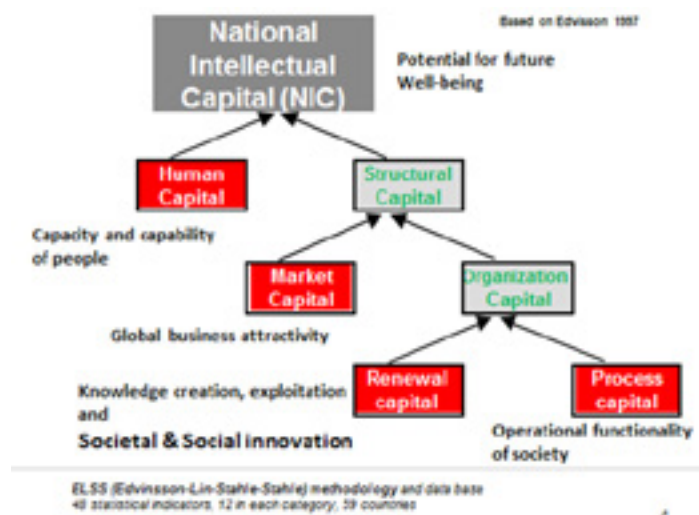 Based on Edvisson 1997
National
Intellectual
Capital (NIC)
Potential for future
Well-being
Human
Capital
Structural
Capital
Capacity and capability
of people
Market
Capital
Organization
Capital
Global business attractivity
Renewal
capital
Process
capital
Knowledge creation, exploitation
and
Societal & Social innovation
Operational functionality
of society
ELSS (Edvinsson-Lin-Stahle-Stahle) methodology and data base
48 statistical indicators, 12 in each category, 59 countries